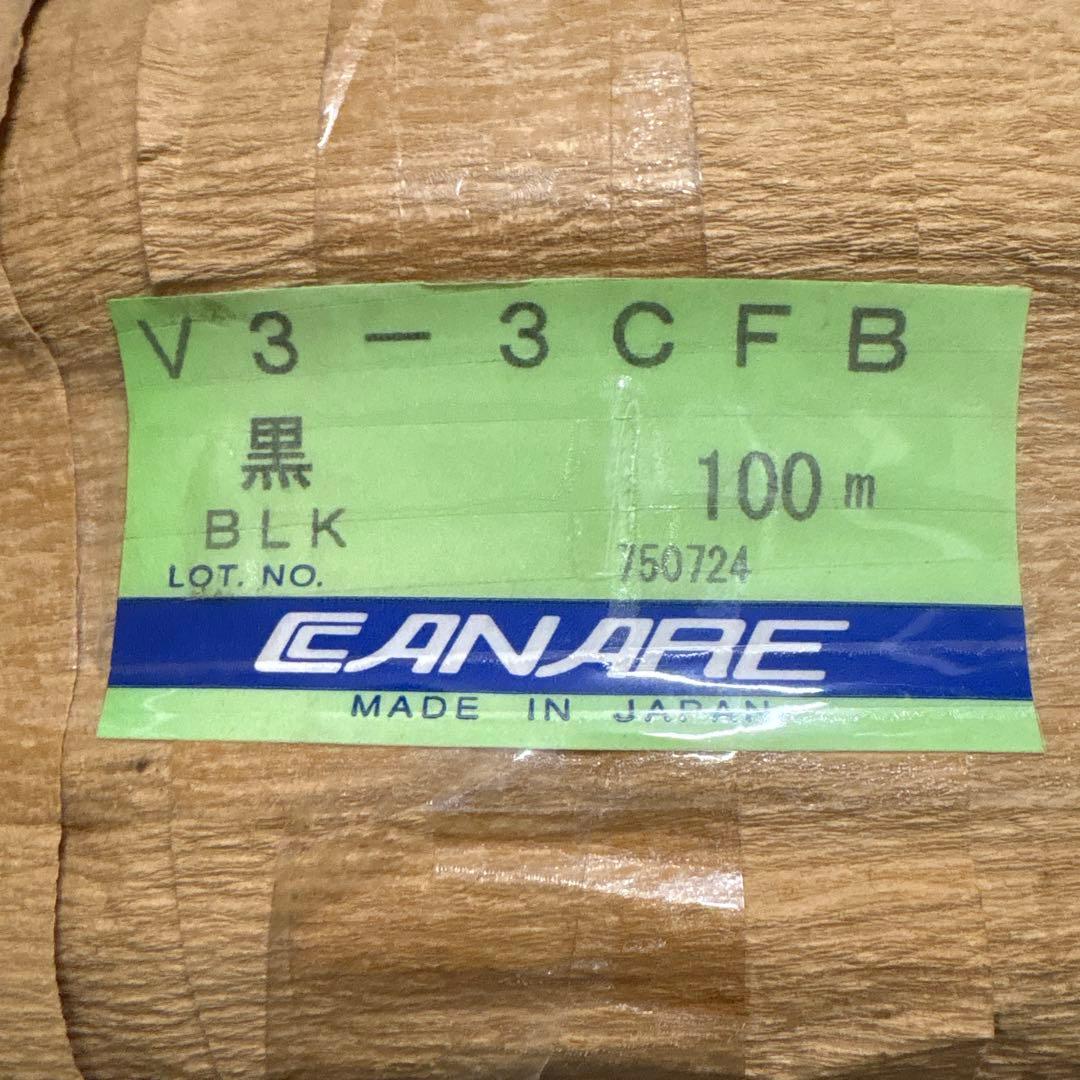 V3-3CFB
黒
100m
BLK
LOT. NO.
750724
CANARE
MADE IN JAPAN